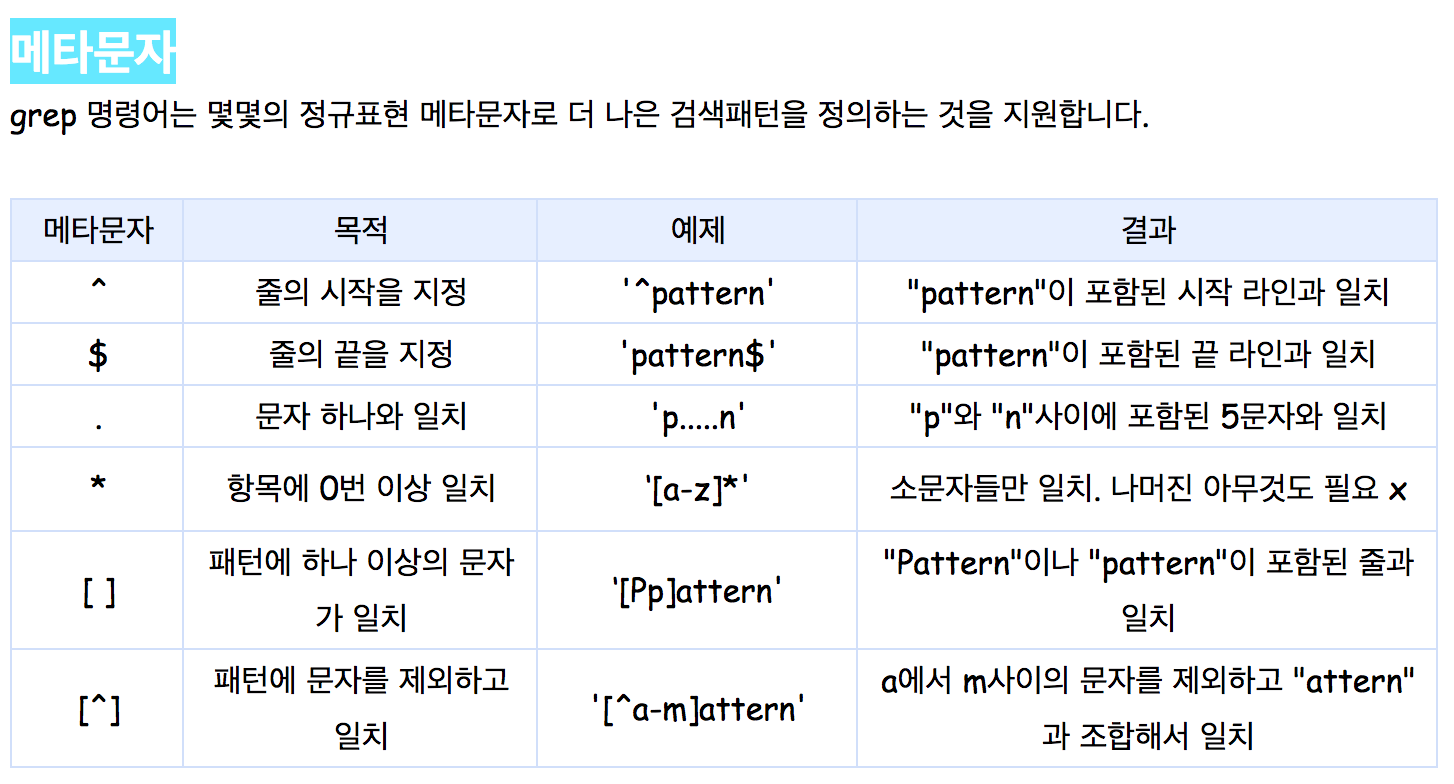 메타문자
grep 명령어는 몇몇의 정규표현 메타문자로 더 나은 검색패턴을 정의하는 것을 지원합니다.
메타문자 목적 예제 결과
^ 줄의 시작을 지정 '^pattern' "pattern"이 포함된 시작 라인과 일치
$ 줄의 끝을 지정 'pattern$' "pattern"이 포함된 끝 라인과 일치
. 문자 하나와 일치 'p.....n' "p"와 "n"사이에 포함된 5문자와 일치
* 항목에 0번 이상 일치 '[a-z]*' 소문자들만 일치. 나머진 아무것도 필요 x
[ ] 패턴에 하나 이상의 문자
가 일치 '[Pp]attern' "Pattern"이나 "pattern"이 포함된 줄과
일치
[^] 패턴에 문자를 제외하고
일치 '[^a-m]attern' a에서 m사이의 문자를 제외하고 "attern"
과 조합해서 일치